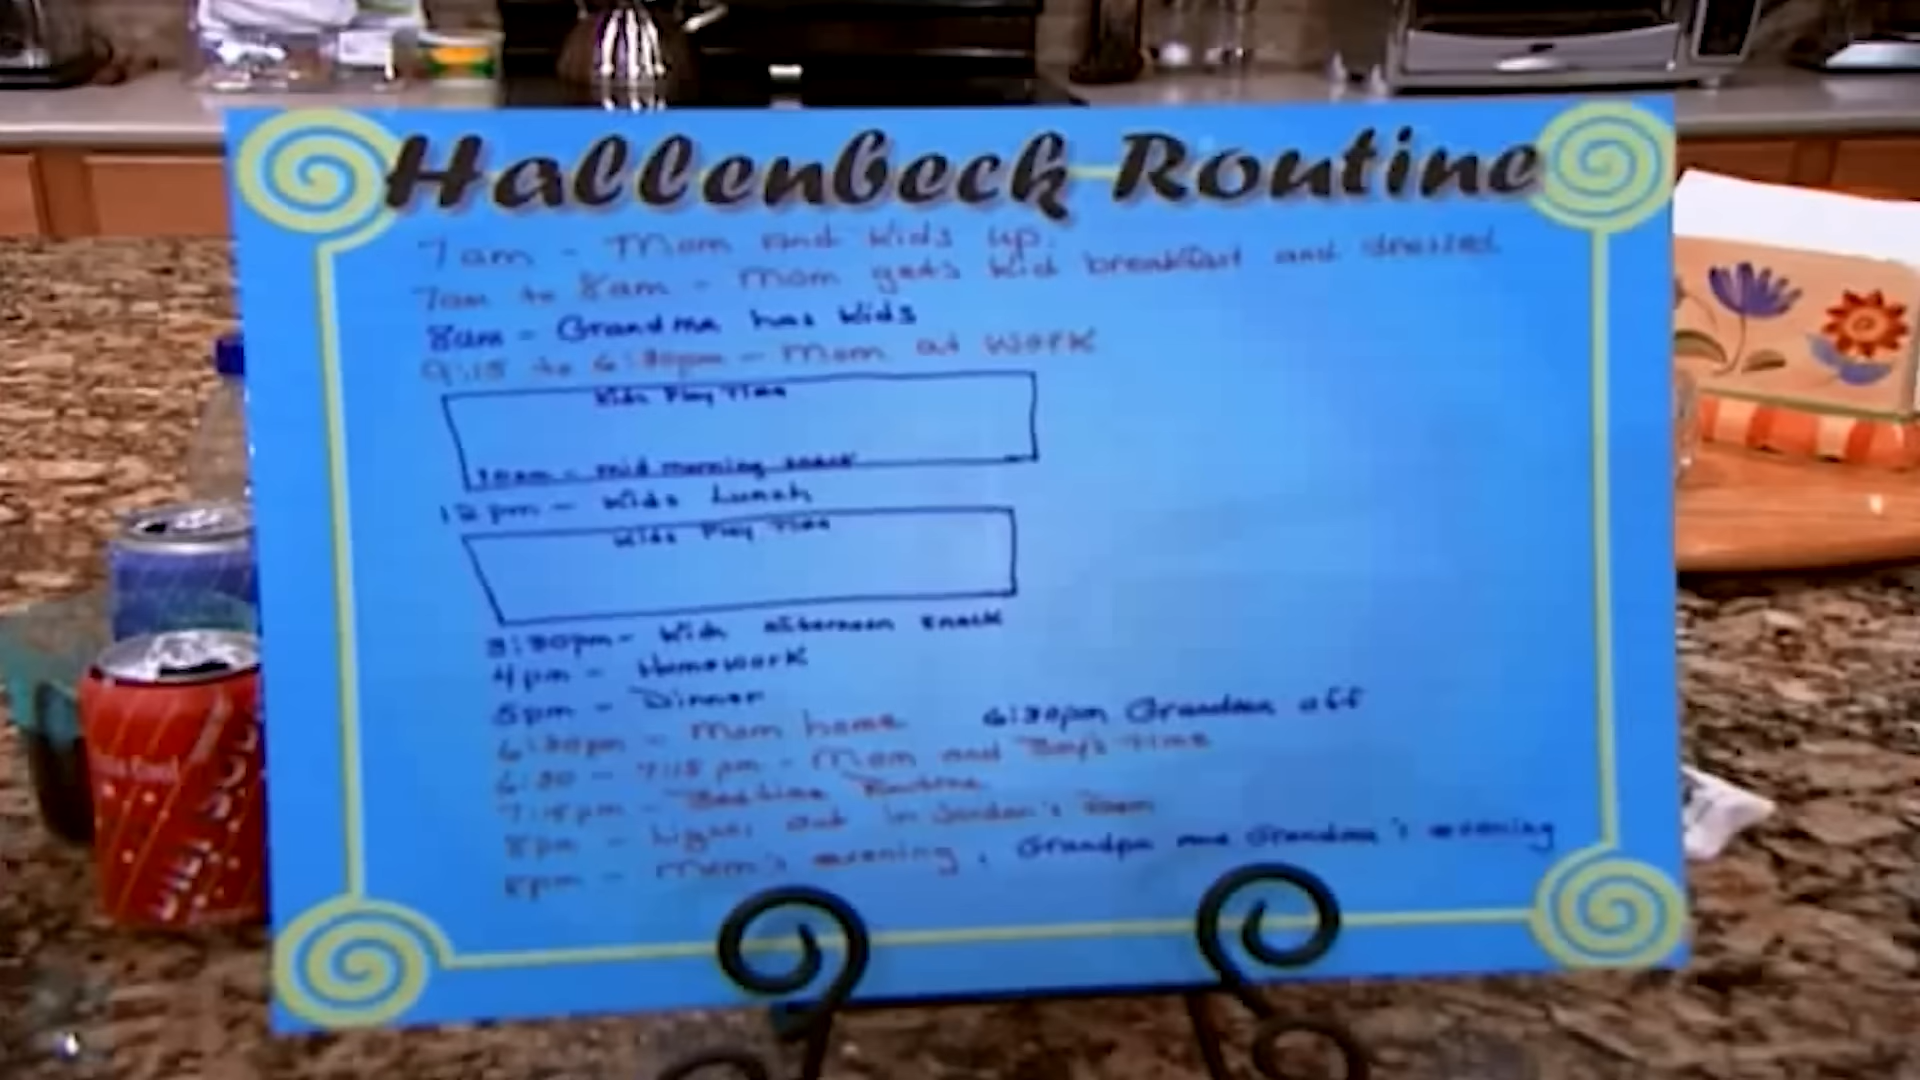 Hallenbeck Routine
7am - Mom and kids up.
7am to 8am - Mom gets kid breakfast and dressed
8am - Grandma has kids
9:15 to 6:30pm - Mom at work
Kids Play Time
10am - mid morning snack
12pm - Kids Lunch
Kids Play Time
3:30pm - Kids afternoon snack
4pm - Homework
5pm - Dinner
6:30pm - Mom home 6:30pm Grandma off
6:30 - 7:15pm - Mom and Boy's Time
7:15pm - Bedtime Routine
8pm - Lights out in Jordan's Room
8pm - Mom's evening, Grandpa and Grandma's evening